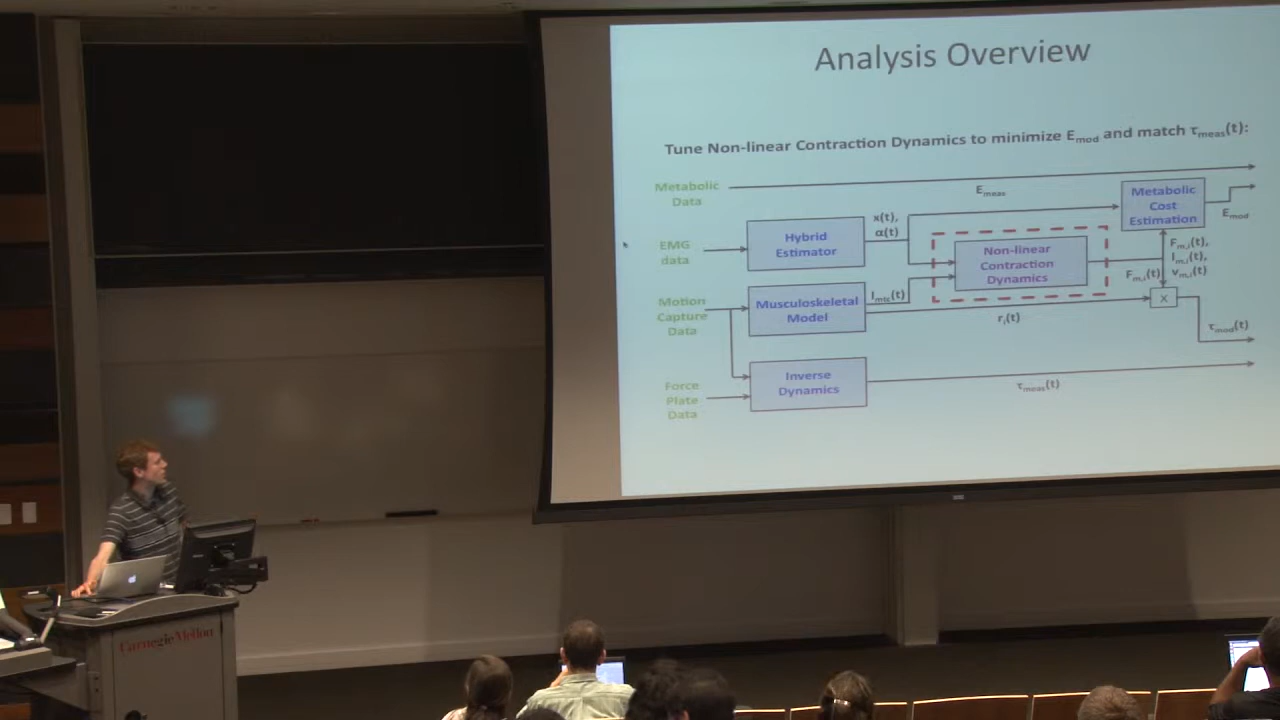 Analysis Overview
Tune Non-linear Contraction Dynamics to minimize Emod and match τmeas(t):
Metabolic
Data
Emeas
Metabolic
Cost
Estimation
Emod
EMG
data
Hybrid
Estimator
x(t),
α(t)
Non-linear
Contraction
Dynamics
Fm,i(t),
lm,i(t),
vm,i(t)
Fm,i(t)
Motion
Capture
Data
Musculoskeletal
Model
lmtc(t)
ri(t)
X
τmod(t)
Force
Plate
Data
Inverse
Dynamics
τmeas(t)
Carnegie Mellon